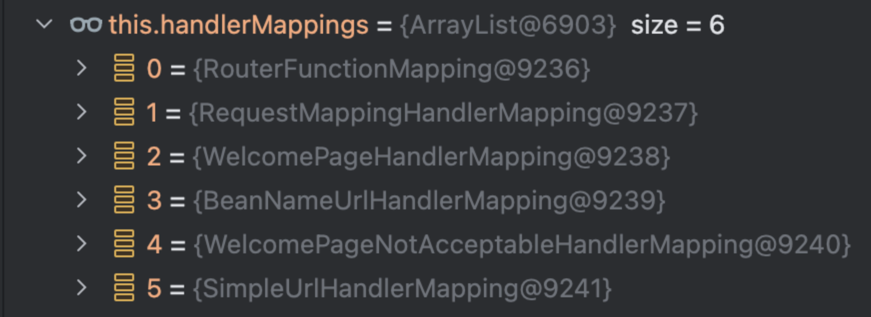 this.handlerMappings = {ArrayList@6903} size = 6
0 = {RouterFunctionMapping@9236}
1 = {RequestMappingHandlerMapping@9237}
2 = {WelcomePageHandlerMapping@9238}
3 = {BeanNameUrlHandlerMapping@9239}
4 = {WelcomePageNotAcceptableHandlerMapping@9240}
5 = {SimpleUrlHandlerMapping@9241}